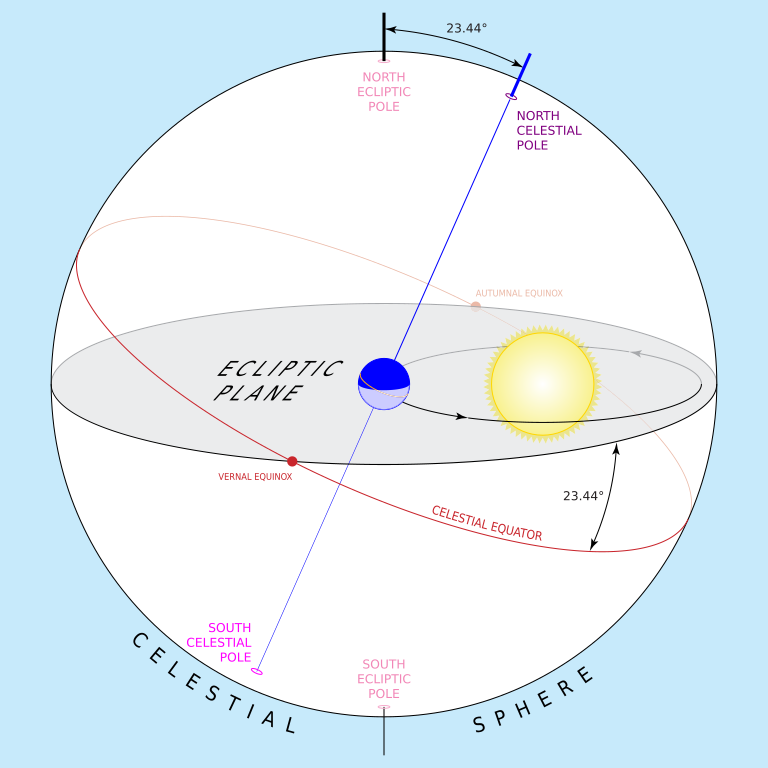 23.44°
NORTH
ECLIPTIC
POLE
NORTH
CELESTIAL
POLE
AUTUMNAL EQUINOX
ECLIPTIC
PLANE
VERNAL EQUINOX
23.44°
CELESTIAL EQUATOR
SOUTH
CELESTIAL
POLE
SOUTH
ECLIPTIC
POLE
CELESTIAL SPHERE